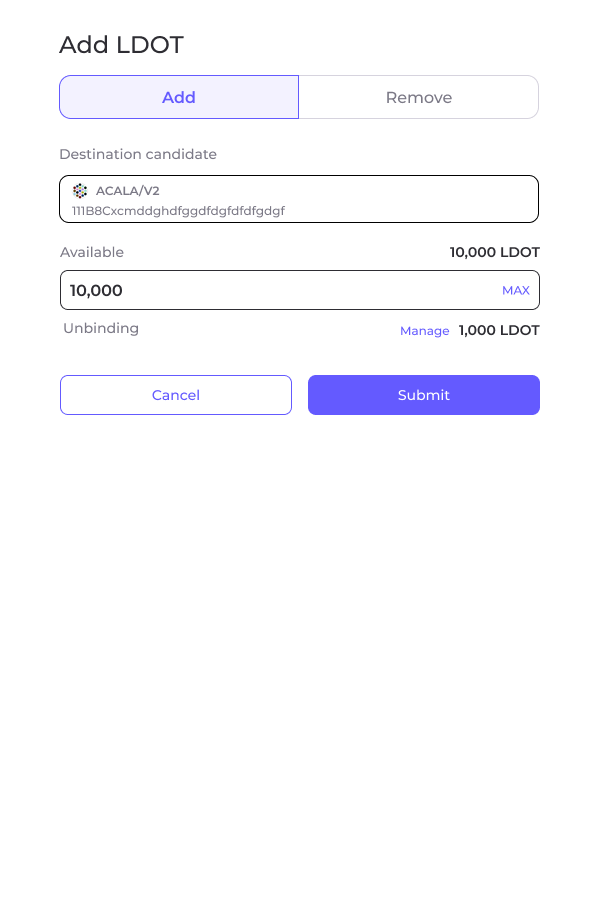 Add LDOT
Add Remove
Destination candidate
ACALA/V2
111B8Cxcmddghdfggdfdgfdfdfgdgf
Available 10,000 LDOT
10,000 MAX
Unbinding Manage 1,000 LDOT
Cancel Submit